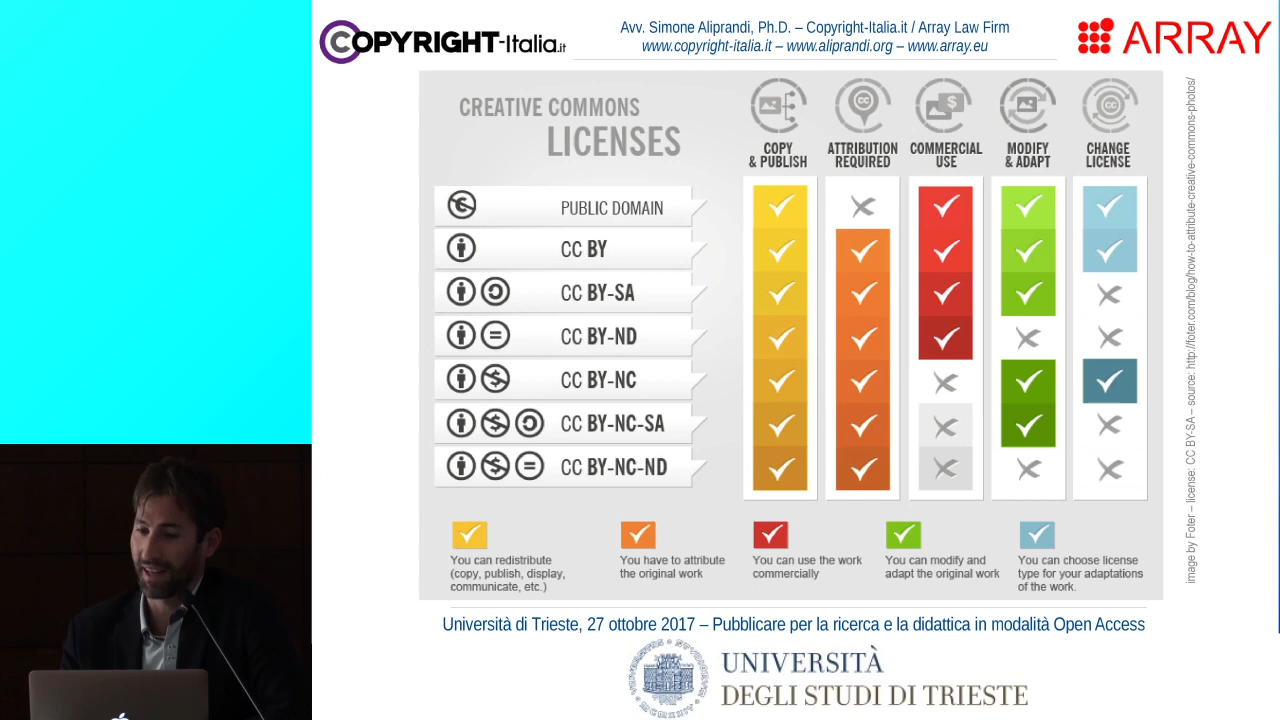 COPYRIGHT-Italia.it
Avv. Simone Aliprandi, Ph.D. – Copyright-Italia.it / Array Law Firm
www.copyright-italia.it – www.aliprandi.org – www.array.eu
ARRAY
CREATIVE COMMONS
LICENSES
COPY
& PUBLISH
ATTRIBUTION
REQUIRED
COMMERCIAL
USE
MODIFY
& ADAPT
CHANGE
LICENSE
PUBLIC DOMAIN
CC BY
CC BY-SA
CC BY-ND
CC BY-NC
CC BY-NC-SA
CC BY-NC-ND
You can redistribute
(copy, publish, display,
communicate, etc.)
You have to attribute
the original work
You can use the work
commercially
You can modify and
adapt the original work
You can choose license
type for your adaptations
of the work.
image by Foter – license: CC BY-SA – source: http://foter.com/blog/how-to-attribute-creative-commons-photos/
Università di Trieste, 27 ottobre 2017 – Pubblicare per la ricerca e la didattica in modalità Open Access
UNIVERSITÀ
DEGLI STUDI DI TRIESTE